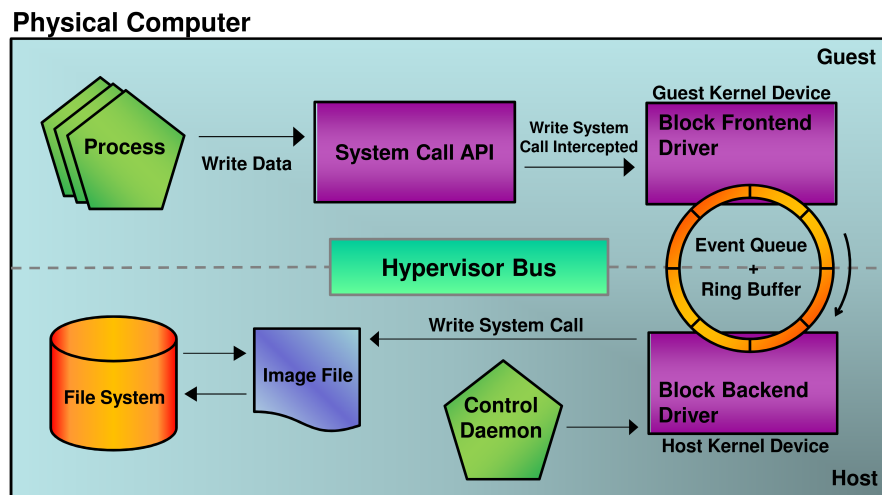 Physical Computer
Guest
Process
Write Data
System Call API
Write System
Call Intercepted
Guest Kernel Device
Block Frontend
Driver
Event Queue
+
Ring Buffer
Hypervisor Bus
File System
Image File
Write System Call
Control
Daemon
Block Backend
Driver
Host Kernel Device
Host